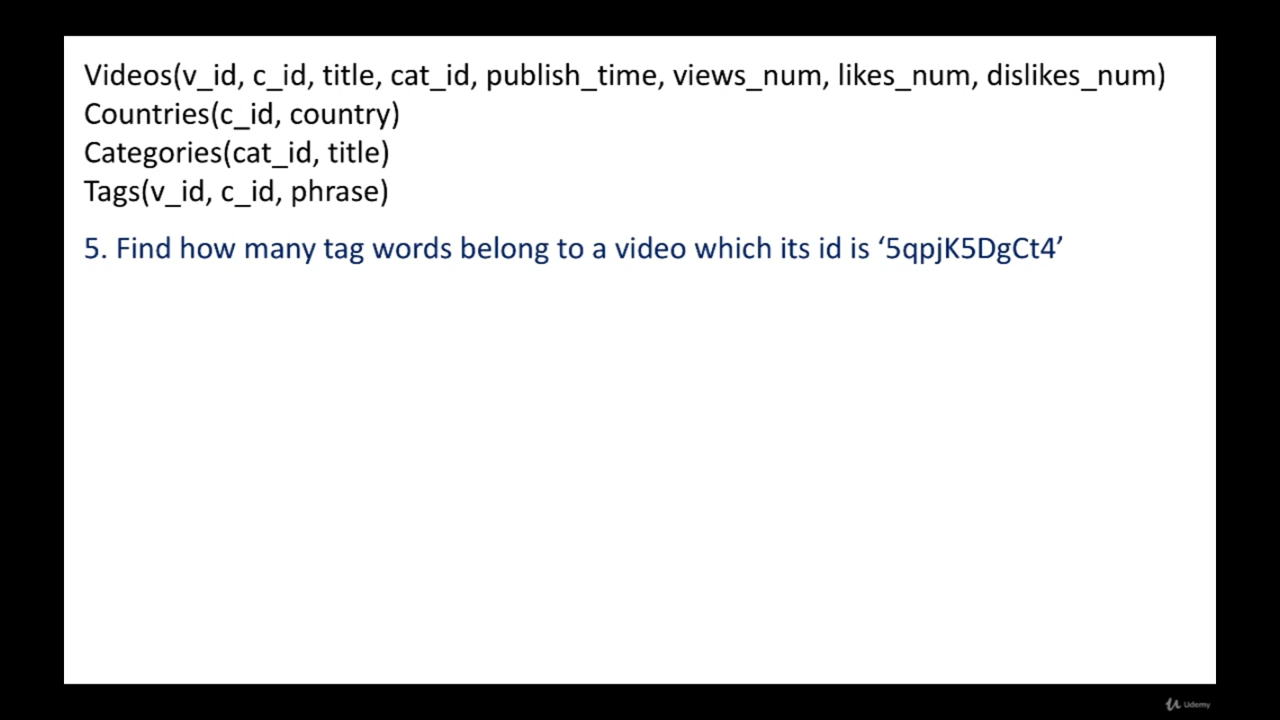 Videos(v_id, c_id, title, cat_id, publish_time, views_num, likes_num, dislikes_num)
Countries(c_id, country)
Categories(cat_id, title)
Tags(v_id, c_id, phrase)
5. Find how many tag words belong to a video which its id is ‘5qpjK5DgCt4’
Udemy